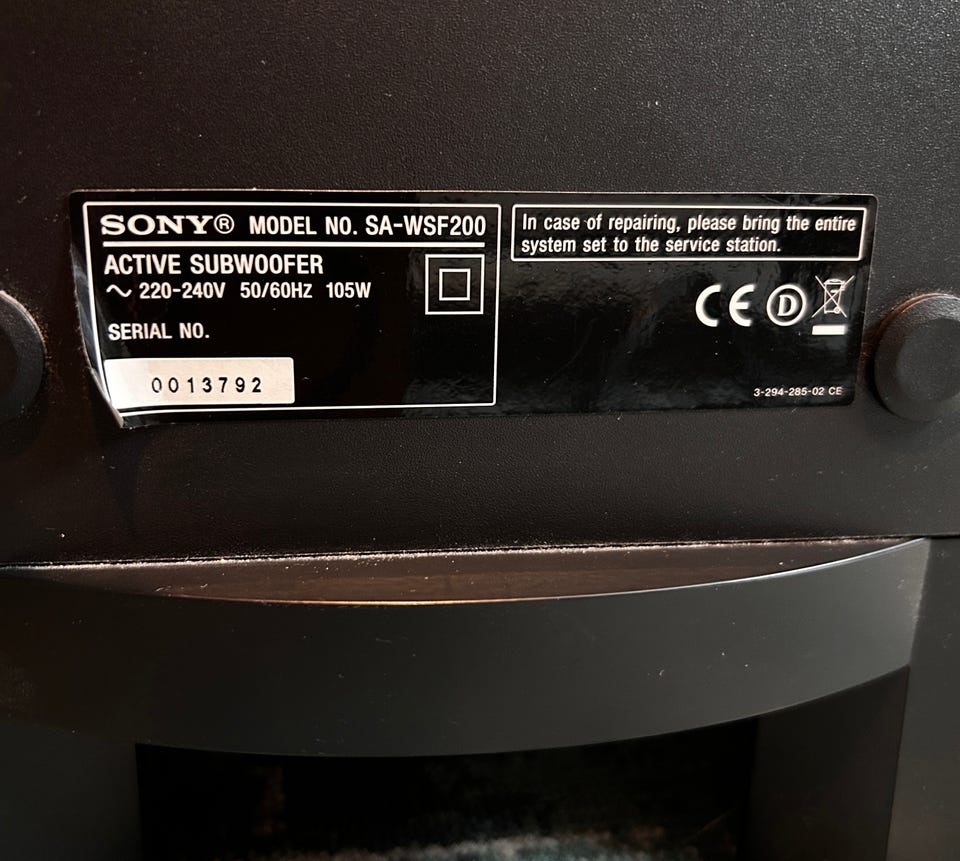 SONY® MODEL NO. SA-WSF200
ACTIVE SUBWOOFER
~ 220-240V 50/60HZ 105W
SERIAL NO.
0013792
In case of repairing, please bring the entire
system set to the service station.
CE D
3-294-285-02 CE